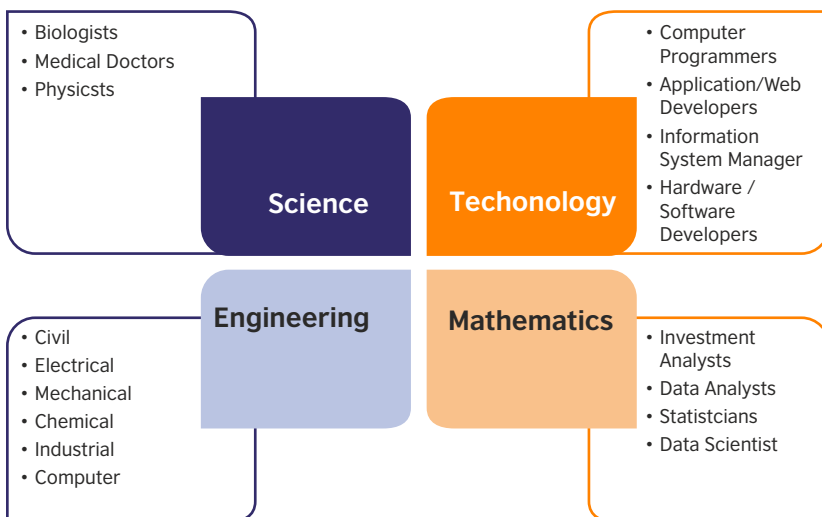 • Biologists
• Medical Doctors
• Physicsts
Science
Techonology
• Computer
Programmers
• Application/Web
Developers
• Information
System Manager
• Hardware /
Software
Developers
Engineering
• Civil
• Electrical
• Mechanical
• Chemical
• Industrial
• Computer
Mathematics
• Investment
Analysts
• Data Analysts
• Statistcians
• Data Scientist